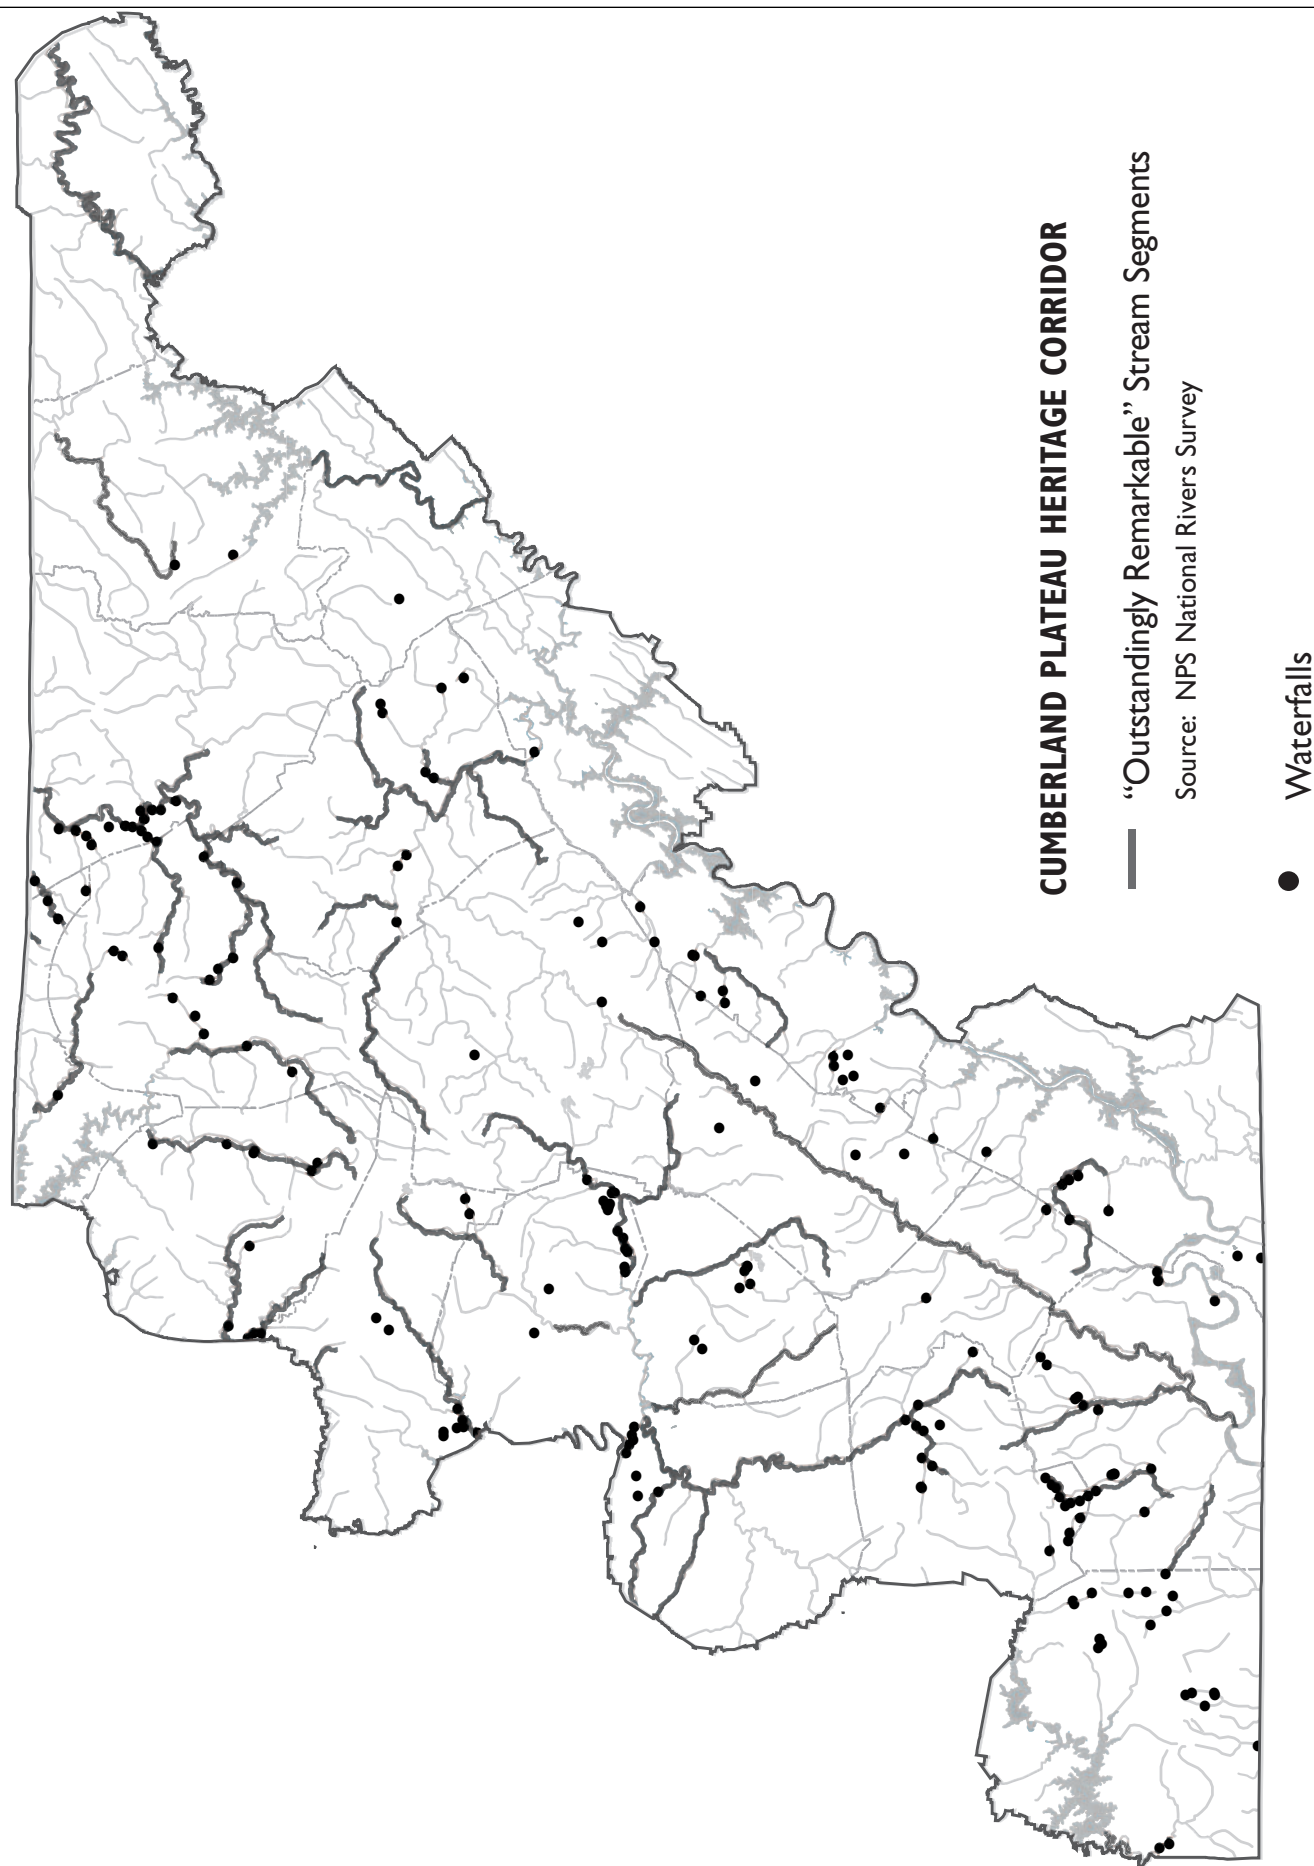 CUMBERLAND PLATEAU HERITAGE CORRIDOR
“Outstandingly Remarkable” Stream Segments
Source: NPS National Rivers Survey
Waterfalls